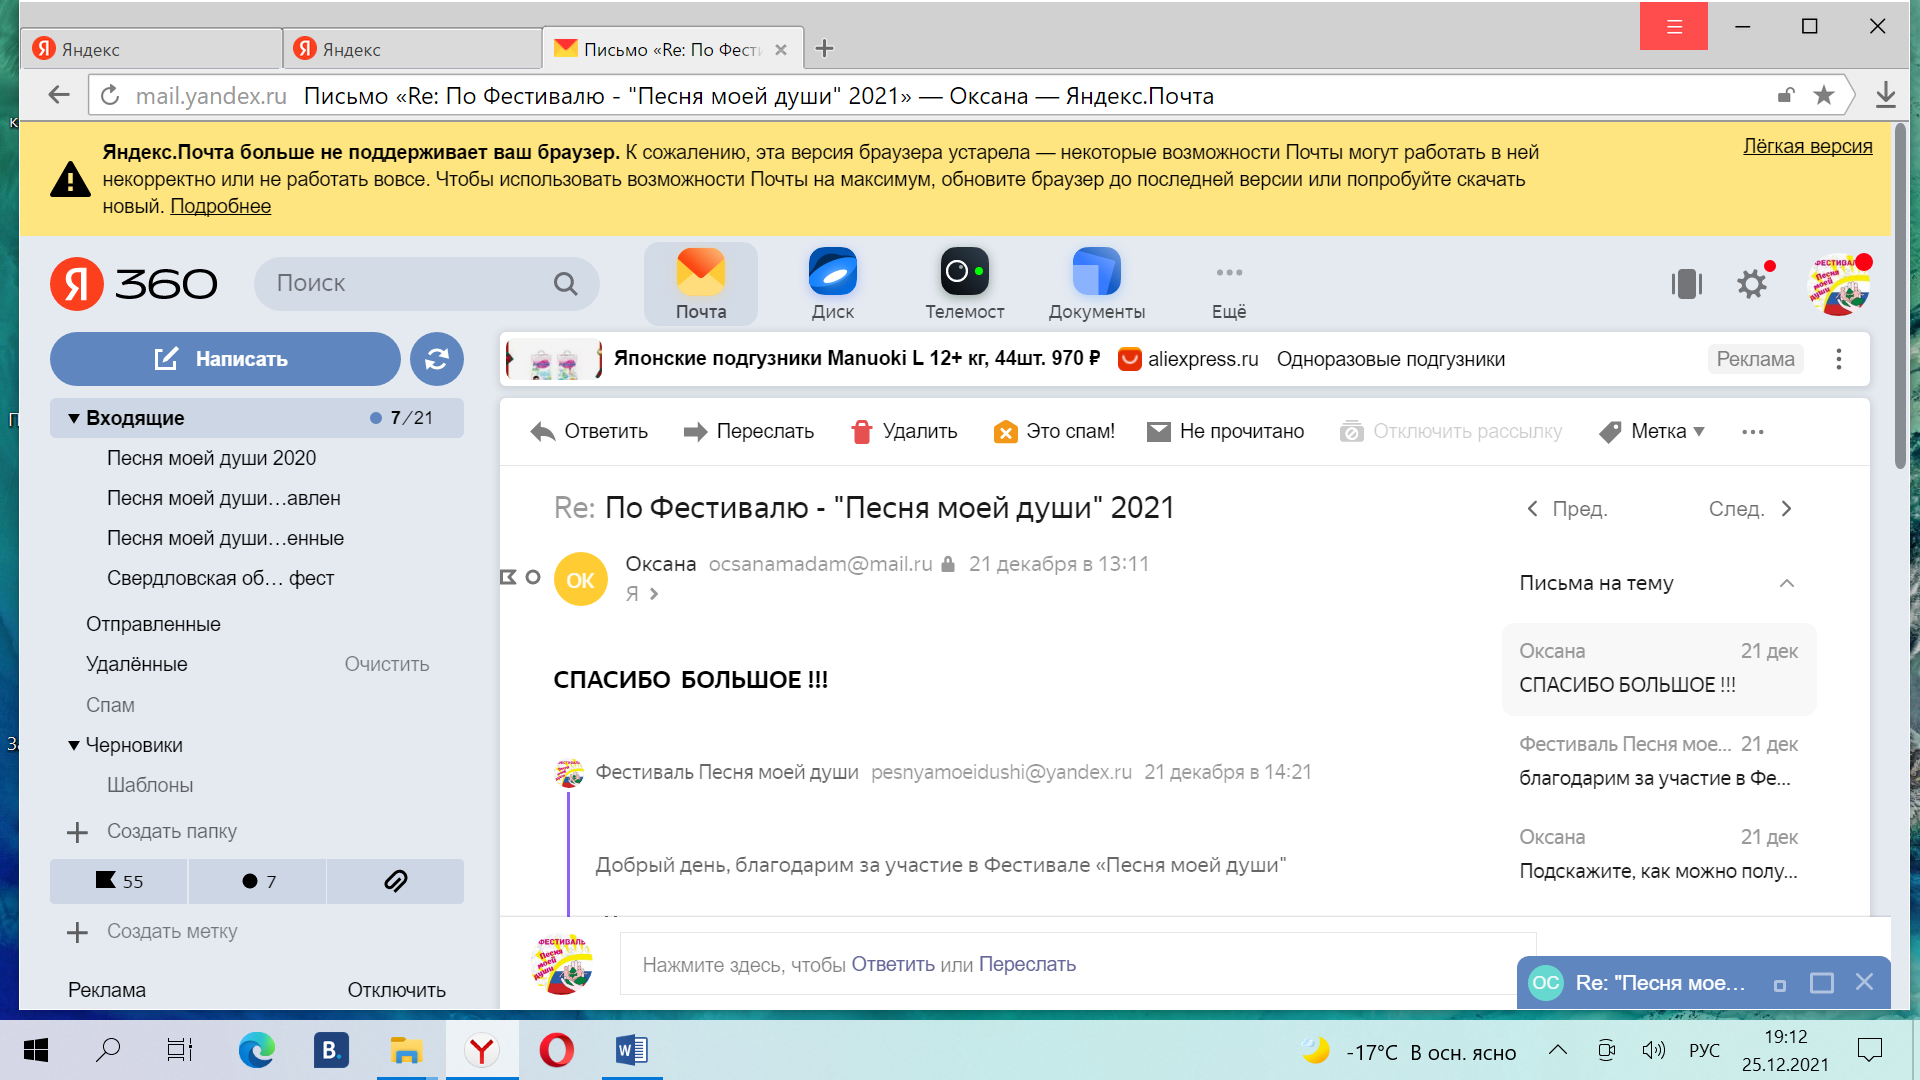 Яндекс
Яндекс
Письмо «Re: По Фести
mail.yandex.ru Письмо «Re: По Фестивалю - "Песня моей души" 2021» — Оксана — Яндекс.Почта
Яндекс.Почта больше не поддерживает ваш браузер. К сожалению, эта версия браузера устарела — некоторые возможности Почты могут работать в ней
некорректно или не работать вовсе. Чтобы использовать возможности Почты на максимум, обновите браузер до последней версии или попробуйте скачать
новый. Подробнее
Лёгкая версия
Я 360
Поиск
Почта
Диск
Телемост
Документы
Ещё
ФЕСТИВАЛЬ
Песня
моей
души
Написать
Японские подгузники Manuoki L 12+ кг, 44шт. 970 ₽ aliexpress.ru Одноразовые подгузники
Реклама
Входящие 7/21
Песня моей души 2020
Песня моей души…авлен
Песня моей души…енные
Свердловская об… фест
Отправленные
Удалённые Очистить
Спам
Черновики
Шаблоны
Создать папку
55
7
Создать метку
Реклама Отключить
Ответить
Переслать
Удалить
Это спам!
Не прочитано
Отключить рассылку
Метка
Re: По Фестивалю - "Песня моей души" 2021
Пред.
След.
ОК
Оксана ocsanamadam@mail.ru 21 декабря в 13:11
Я
СПАСИБО БОЛЬШОЕ !!!
Фестиваль Песня моей души pesnyamoeidushi@yandex.ru 21 декабря в 14:21
Добрый день, благодарим за участие в Фестивале «Песня моей души"
Письма на тему
Оксана 21 дек
СПАСИБО БОЛЬШОЕ !!!
Фестиваль Песня мое... 21 дек
благодарим за участие в Фе...
Оксана 21 дек
Подскажите, как можно полу...
ФЕСТИВАЛЬ
Песня
моей
души
Нажмите здесь, чтобы Ответить или Переслать
ОС Re: "Песня мое...
B.
-17°C В осн. ясно
РУС
19:12
25.12.2021